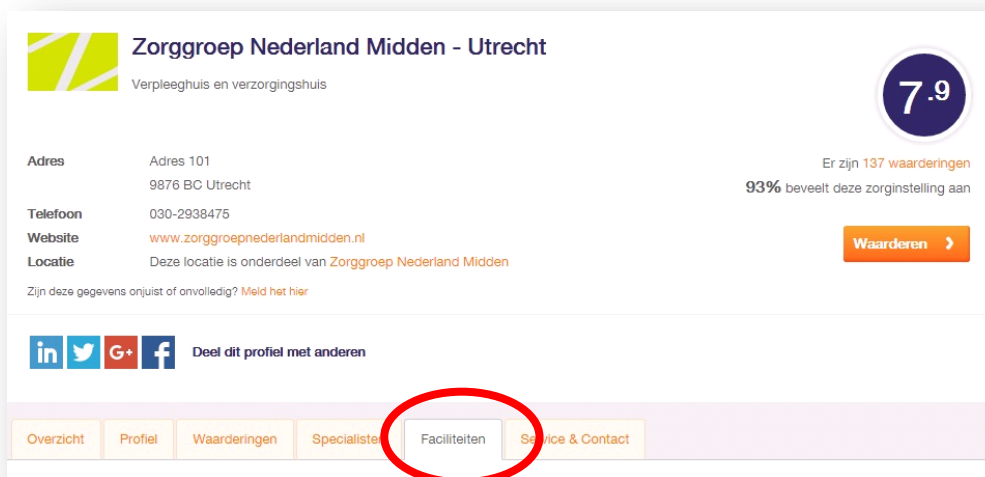 Zorggroep Nederland Midden - Utrecht
Verpleeghuis en verzorgingshuis
7.9
Adres Adres 101
9876 BC Utrecht
Telefoon 030-2938475
Website www.zorggroepnederlandmidden.nl
Locatie Deze locatie is onderdeel van Zorggroep Nederland Midden
Zijn deze gegevens onjuist of onvolledig? Meld het hier
Er zijn 137 waarderingen
93% beveelt deze zorginstelling aan
Waarderen
in G+ f Deel dit profiel met anderen
Overzicht Profiel Waarderingen Specialisten Faciliteiten Service & Contact